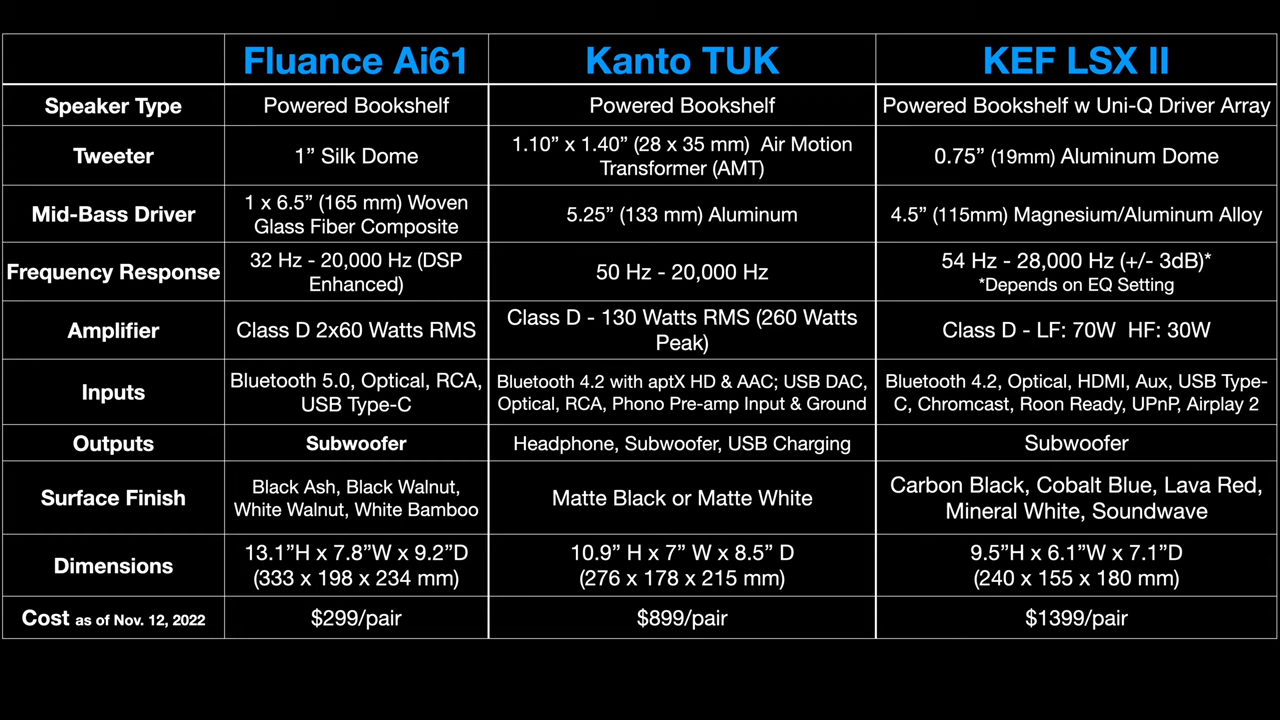 Fluance Ai61 Kanto TUK KEF LSX II
Speaker Type Powered Bookshelf Powered Bookshelf Powered Bookshelf w Uni-Q Driver Array
Tweeter 1” Silk Dome 1.10” x 1.40” (28 x 35 mm) Air Motion Transformer (AMT) 0.75” (19mm) Aluminum Dome
Mid-Bass Driver 1 x 6.5” (165 mm) Woven Glass Fiber Composite 5.25” (133 mm) Aluminum 4.5” (115mm) Magnesium/Aluminum Alloy
Frequency Response 32 Hz - 20,000 Hz (DSP Enhanced) 50 Hz - 20,000 Hz 54 Hz - 28,000 Hz (+/- 3dB)* *Depends on EQ Setting
Amplifier Class D 2x60 Watts RMS Class D - 130 Watts RMS (260 Watts Peak) Class D - LF: 70W HF: 30W
Inputs Bluetooth 5.0, Optical, RCA, USB Type-C Bluetooth 4.2 with aptX HD & AAC; USB DAC, Optical, RCA, Phono Pre-amp Input & Ground Bluetooth 4.2, Optical, HDMI, Aux, USB Type-C, Chromcast, Roon Ready, UPnP, Airplay 2
Outputs Subwoofer Headphone, Subwoofer, USB Charging Subwoofer
Surface Finish Black Ash, Black Walnut, White Walnut, White Bamboo Matte Black or Matte White Carbon Black, Cobalt Blue, Lava Red, Mineral White, Soundwave
Dimensions 13.1”H x 7.8”W x 9.2”D (333 x 198 x 234 mm) 10.9” H x 7” W x 8.5” D (276 x 178 x 215 mm) 9.5”H x 6.1”W x 7.1”D (240 x 155 x 180 mm)
Cost as of Nov. 12, 2022 $299/pair $899/pair $1399/pair